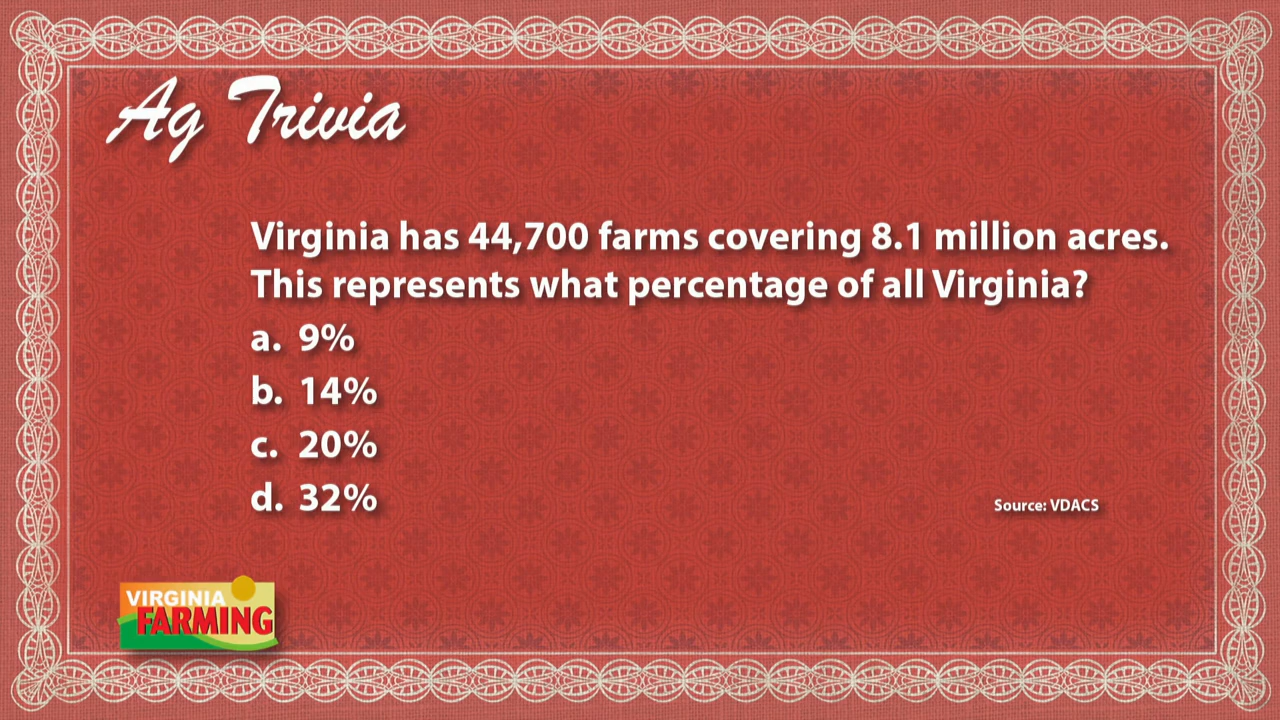 Ag Trivia
Virginia has 44,700 farms covering 8.1 million acres.
This represents what percentage of all Virginia?
a. 9%
b. 14%
c. 20%
d. 32%
Source: VDACS
VIRGINIA
FARMING